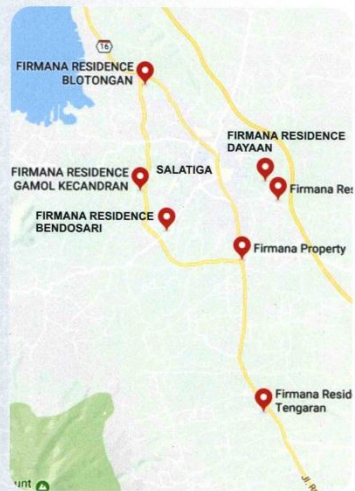 16
FIRMANA RESIDENCE
BLOTONGAN
FIRMANA RESIDENCE
DAYAAN
FIRMANA RESIDENCE
GAMOL KECANDRAN
SALATIGA
Firmana Res
FIRMANA RESIDENCE
BENDOSARI
Firmana Property
Firmana Resid
Tengaran
unt
Jl. R